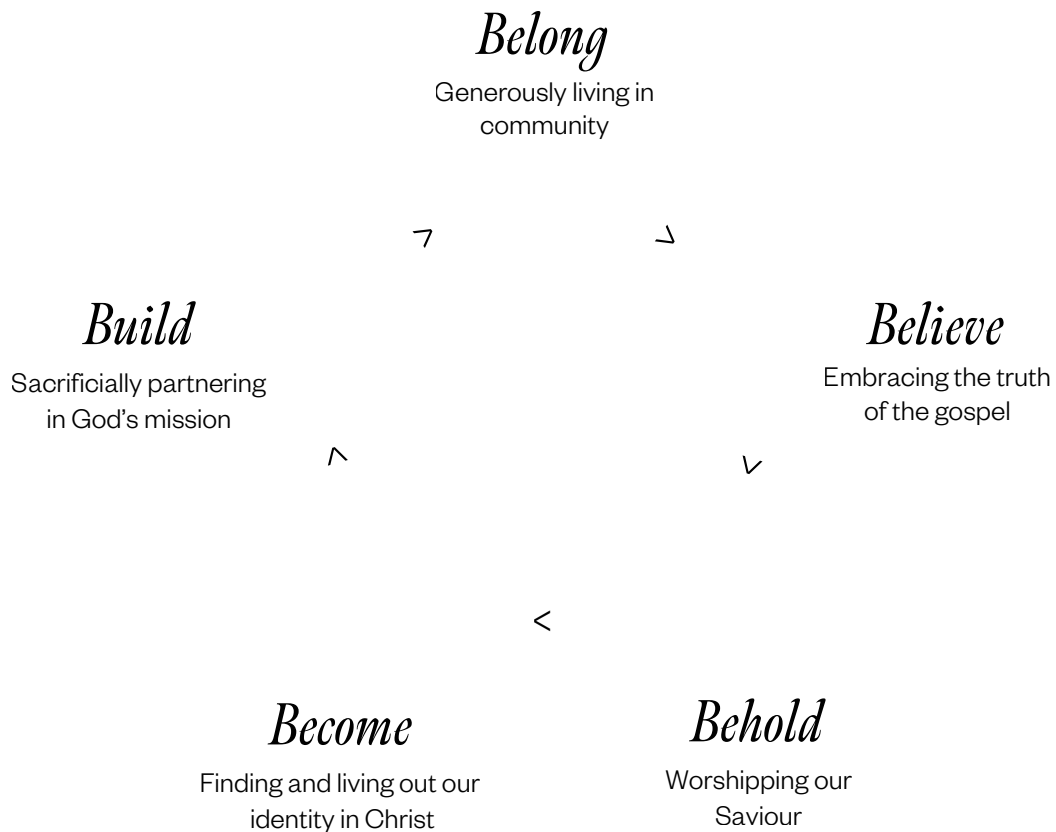 Belong
Generously living in
community
Build
Sacrificially partnering
in God’s mission
Believe
Embracing the truth
of the gospel
Become
Finding and living out our
identity in Christ
Behold
Worshipping our
Saviour